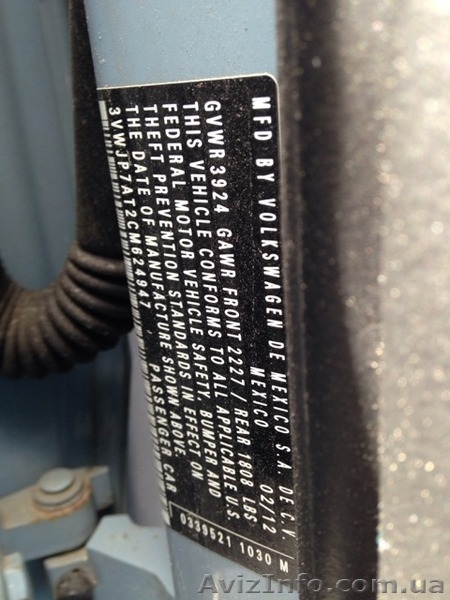 MFD BY VOLKSWAGEN DE MEXICO S.A. DE C.V.
MEXICO 02/12
GVWR 3924 GAWR FRONT 2227 / REAR 1808 LBS
THIS VEHICLE CONFORMS TO ALL APPLICABLE U.S.
FEDERAL MOTOR VEHICLE SAFETY, BUMPER AND
THEFT PREVENTION STANDARDS IN EFFECT ON
THE DATE OF MANUFACTURE SHOWN ABOVE.
3VWJP7AT2CM624947 PASSENGER CAR
0339521 1030 M
AvizInfo.com.ua